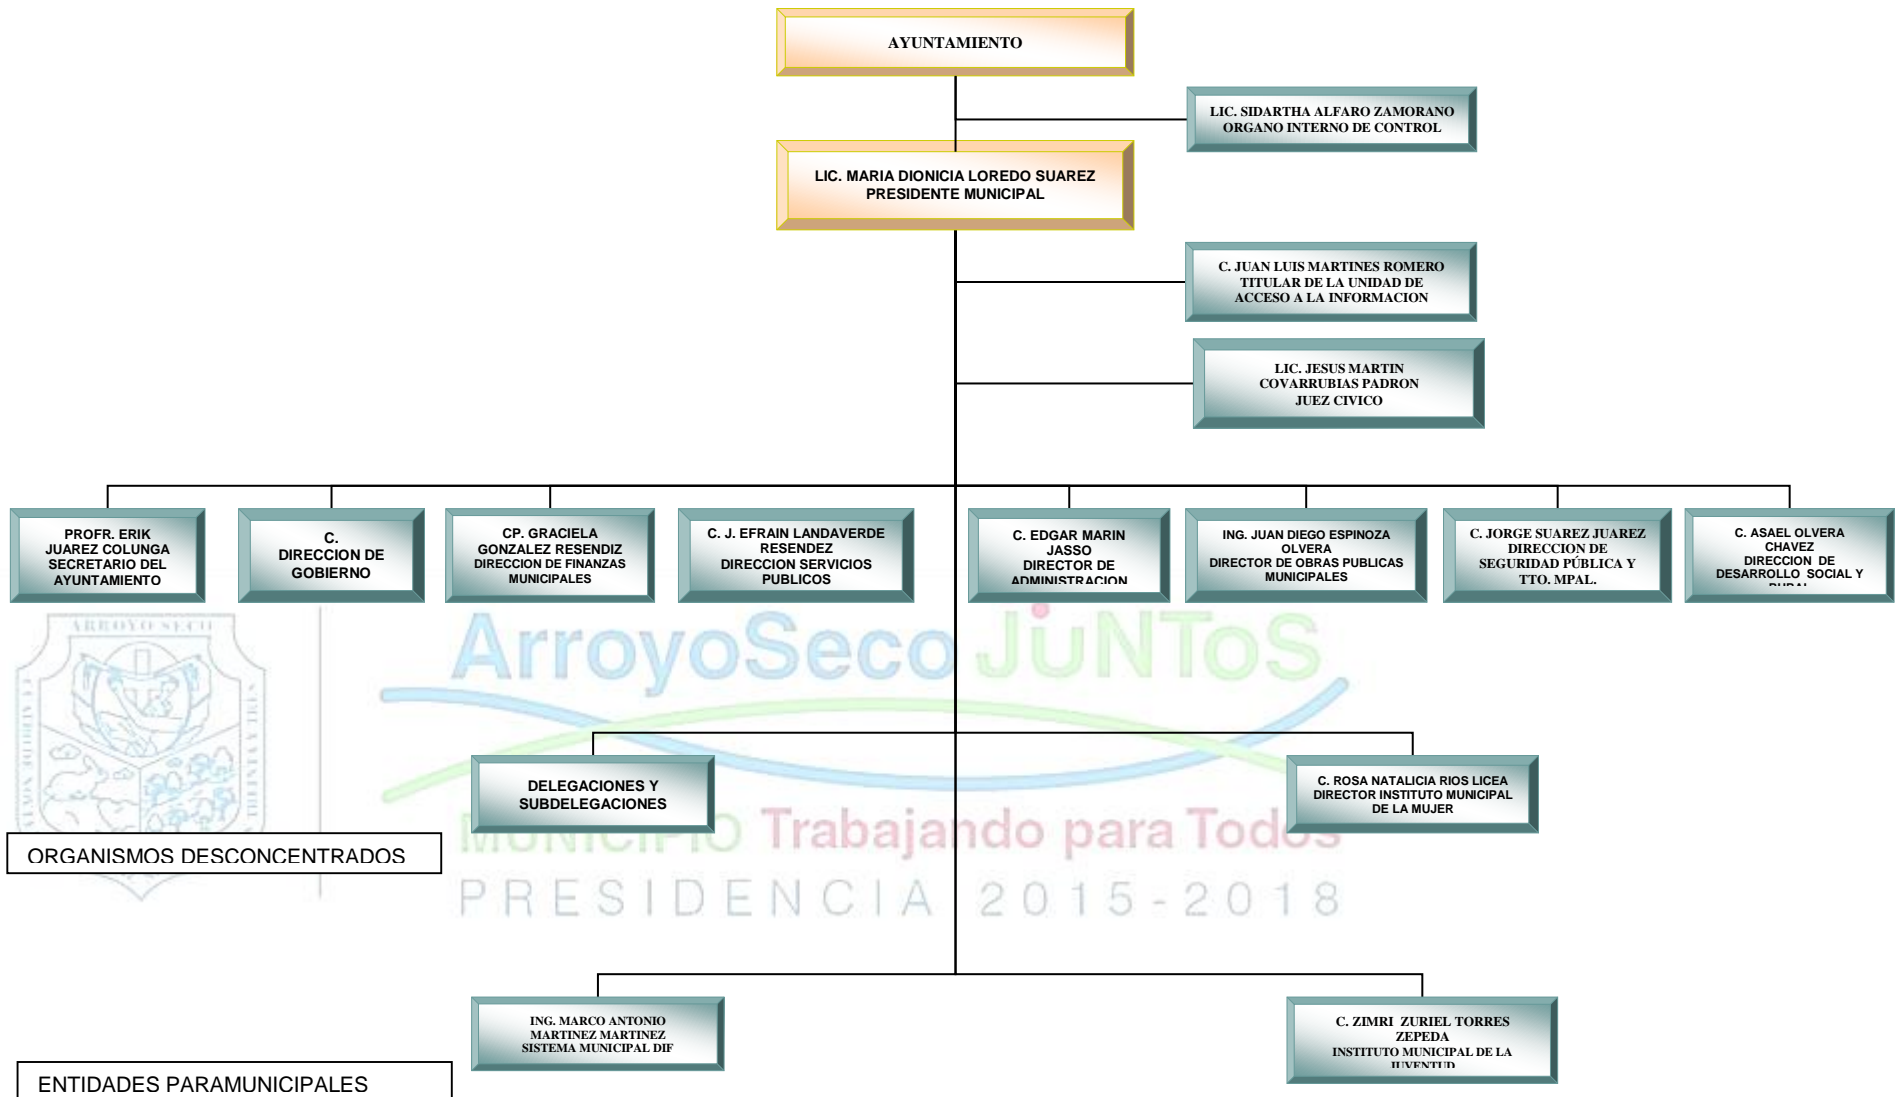 AYUNTAMIENTO
LIC. SIDARTHA ALFARO ZAMORANO
ORGANO INTERNO DE CONTROL
LIC. MARIA DIONICIA LOREDO SUAREZ
PRESIDENTE MUNICIPAL
C. JUAN LUIS MARTINES ROMERO
TITULAR DE LA UNIDAD DE
ACCESO A LA INFORMACION
LIC. JESUS MARTIN
COVARRUBIAS PADRON
JUEZ CIVICO
PROFR. ERIK
JUAREZ COLUNGA
SECRETARIO DEL
AYUNTAMIENTO
C.
DIRECCION DE
GOBIERNO
CP. GRACIELA
GONZALEZ RESENDIZ
DIRECCION DE FINANZAS
MUNICIPALES
C. J. EFRAIN LANDAVERDE
RESENDEZ
DIRECCION SERVICIOS
PUBLICOS
C. EDGAR MARIN
JASSO
DIRECTOR DE
ADMINISTRACION
ING. JUAN DIEGO ESPINOZA
OLVERA
DIRECTOR DE OBRAS PUBLICAS
MUNICIPALES
C. JORGE SUAREZ JUAREZ
DIRECCION DE
SEGURIDAD PÚBLICA Y
TTO. MPAL.
C. ASAEL OLVERA
CHAVEZ
DIRECCION DE
DESARROLLO SOCIAL Y
RURAL
ARROYO SECO
ArroyoSeco JuNToS
DELEGACIONES Y
SUBDELEGACIONES
C. ROSA NATALICIA RIOS LICEA
DIRECTOR INSTITUTO MUNICIPAL
DE LA MUJER
MUNICIPIO Trabajando para Todos
ORGANISMOS DESCONCENTRADOS
PRESIDENCIA 2015-2018
ING. MARCO ANTONIO
MARTINEZ MARTINEZ
SISTEMA MUNICIPAL DIF
C. ZIMRI ZURIEL TORRES
ZEPEDA
INSTITUTO MUNICIPAL DE LA
JUVENTUD
ENTIDADES PARAMUNICIPALES